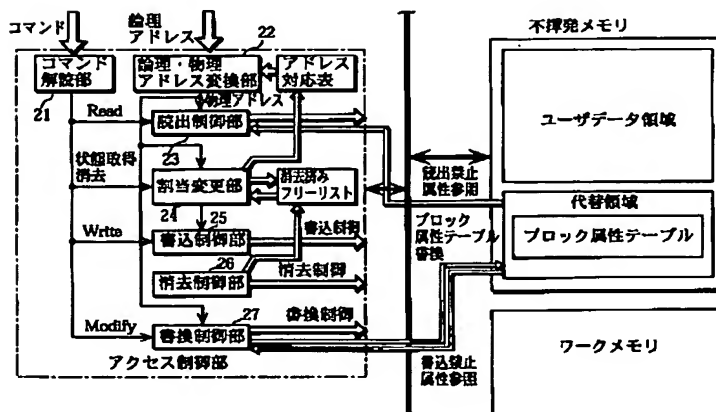 コマンド
論理
アドレス
22
コマンド
解読部
21
論理・物理
アドレス変換部
アドレス
対応表
物理アドレス
Read
読出制御部
23
状態取得
消去
割当変更部
24
消去済み
フリーリスト
25
Write
書込制御部
書込制御
26
消去制御部
消去制御
27
Modify
書換制御部
書換制御
アクセス制御部
読出禁止
属性参照
ブロック
属性テーブル
書換
書込禁止
属性参照
不揮発メモリ
ユーザデータ領域
代替領域
ブロック属性テーブル
ワークメモリ